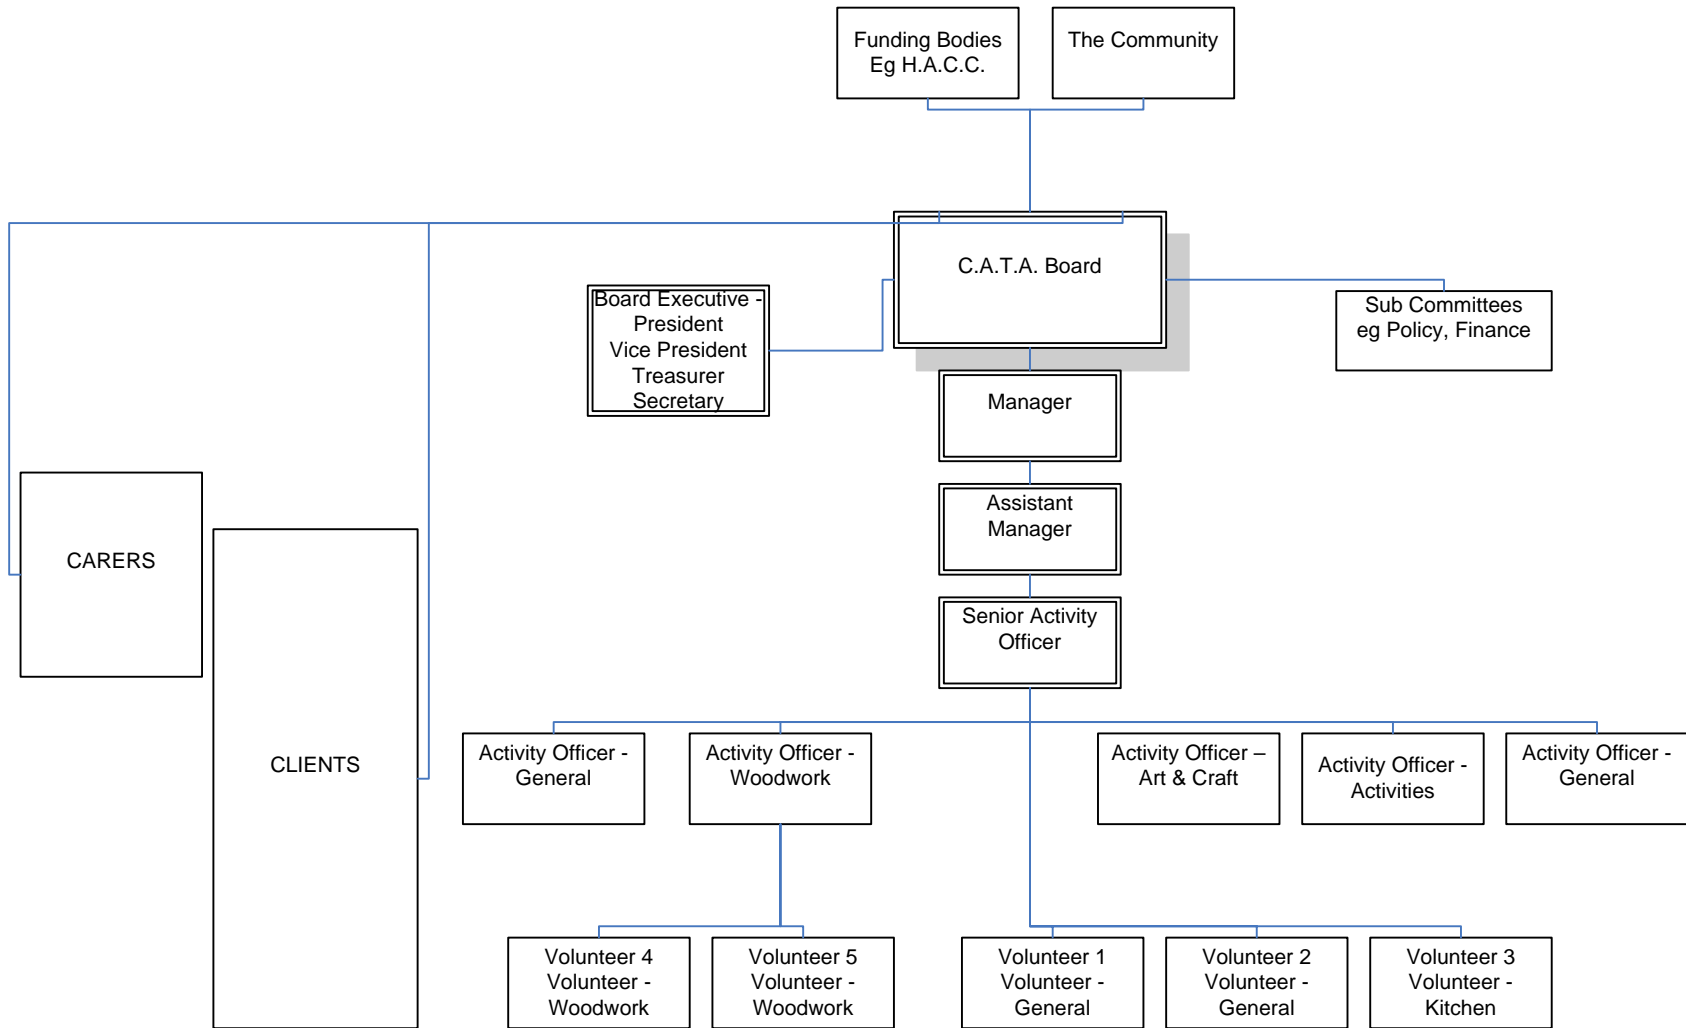 Funding Bodies
Eg H.A.C.C.
The Community
C.A.T.A. Board
Board Executive -
President
Vice President
Treasurer
Secretary
Sub Committees
eg Policy, Finance
Manager
Assistant
Manager
CARERS
Senior Activity
Officer
CLIENTS
Activity Officer -
General
Activity Officer -
Woodwork
Activity Officer –
Art & Craft
Activity Officer -
Activities
Activity Officer -
General
Volunteer 4
Volunteer -
Woodwork
Volunteer 5
Volunteer -
Woodwork
Volunteer 1
Volunteer -
General
Volunteer 2
Volunteer -
General
Volunteer 3
Volunteer -
Kitchen